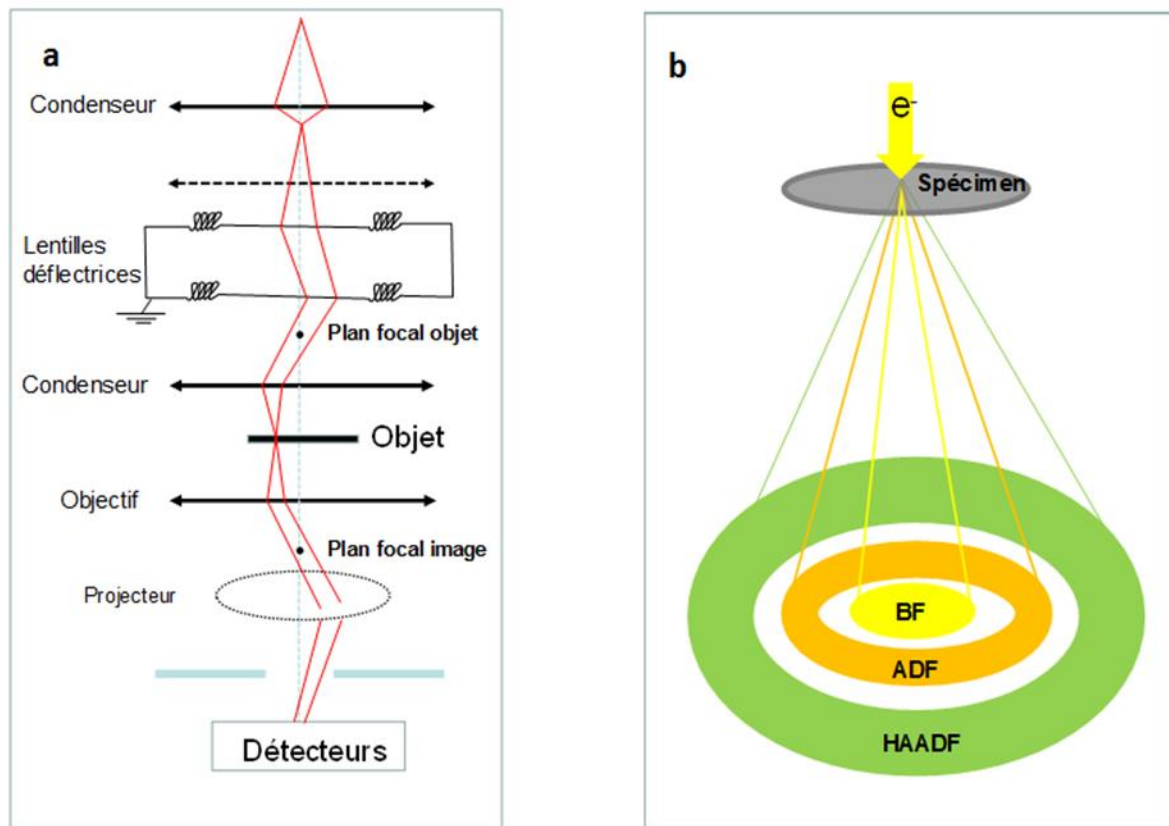 a
Condenseur
Lentilles
déflectrices
Plan focal objet
Condenseur
Objet
Objectif
Plan focal image
Projecteur
Détecteurs
b
e-
Spécimen
BF
ADF
HAADF